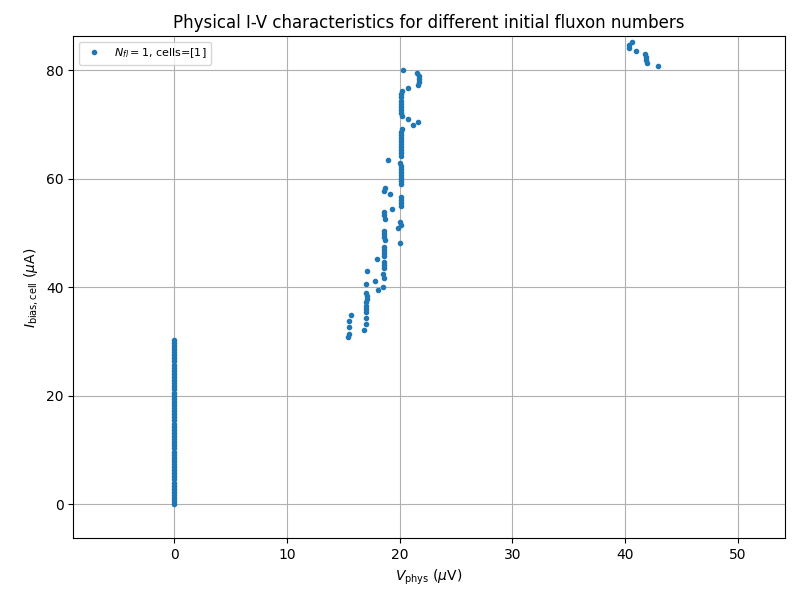 Physical I-V characteristics for different initial fluxon numbers
N_fl = 1, cells=[1]
80
60
40
20
0
I_bias, cell (μA)
0 10 20 30 40 50
V_phys (μV)